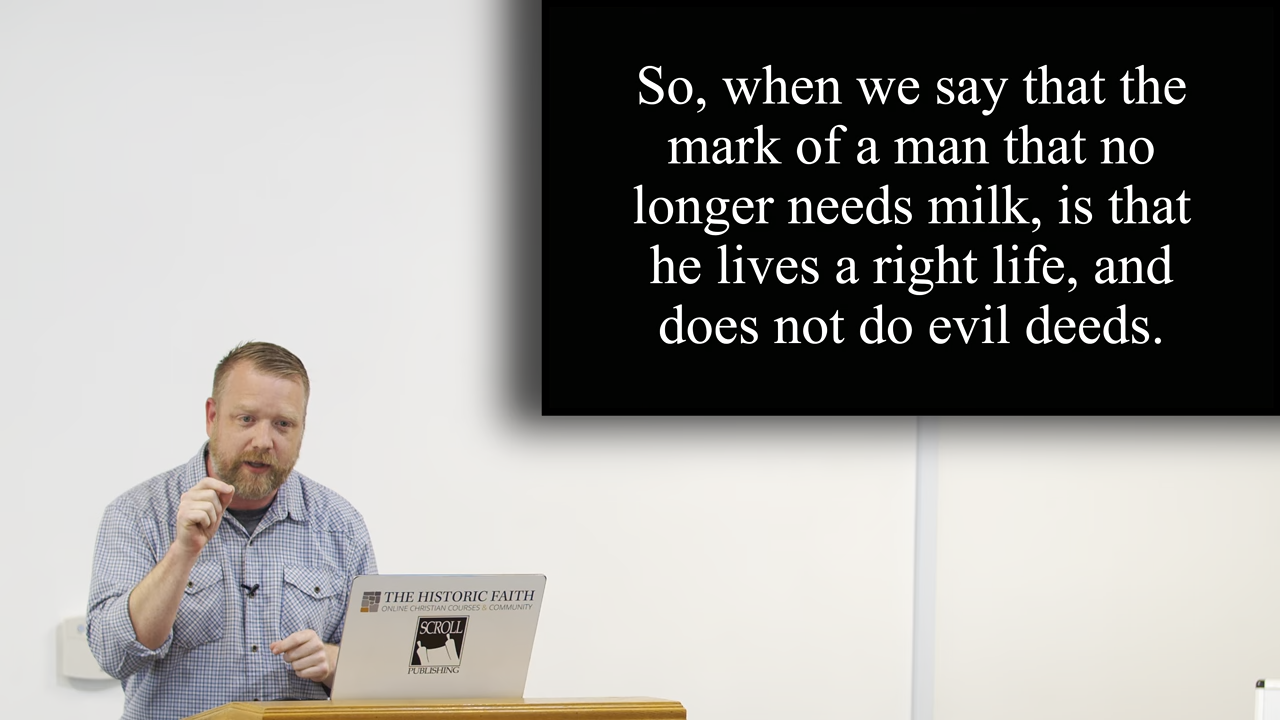 So, when we say that the
mark of a man that no
longer needs milk, is that
he lives a right life, and
does not do evil deeds.
THE HISTORIC FAITH
ONLINE CHRISTIAN COURSES & COMMUNITY
SCROLL
PUBLISHING